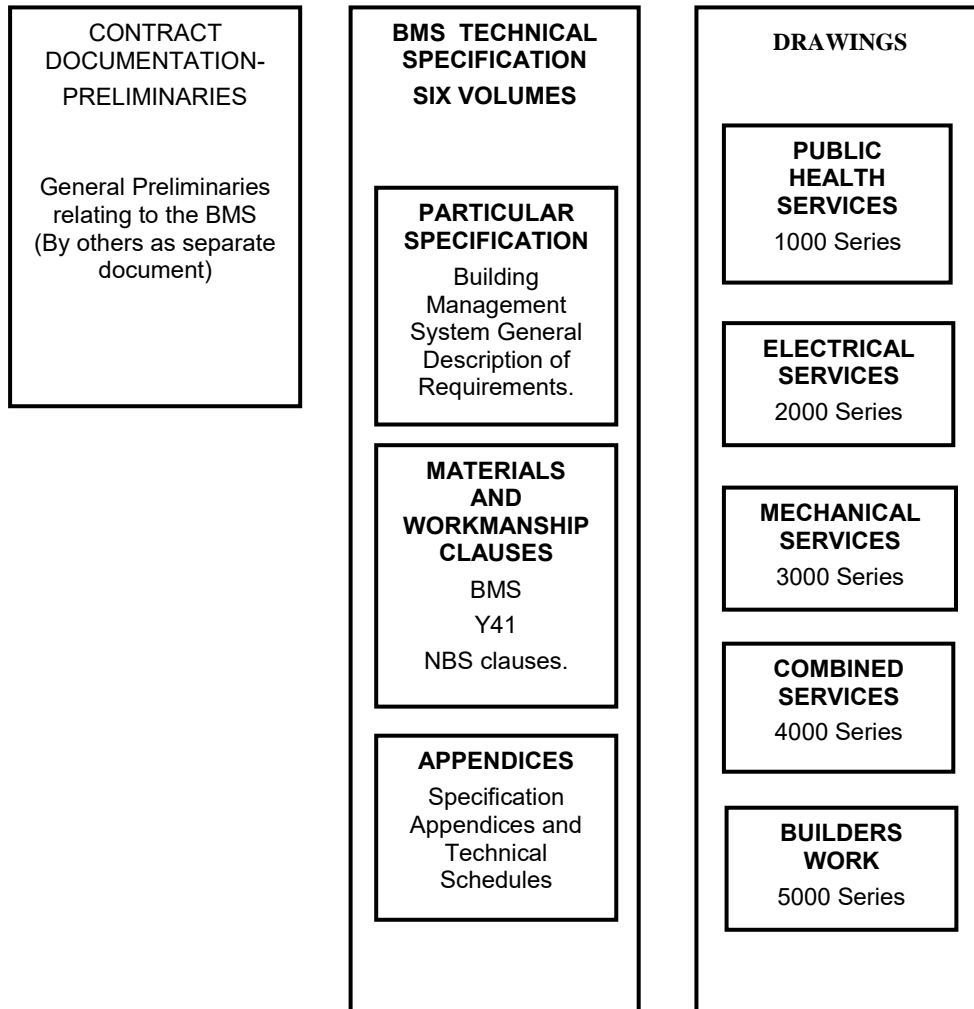 CONTRACT
DOCUMENTATION-
PRELIMINARIES
General Preliminaries
relating to the BMS
(By others as separate
document)
BMS TECHNICAL
SPECIFICATION
SIX VOLUMES
PARTICULAR
SPECIFICATION
Building
Management
System General
Description of
Requirements.
MATERIALS
AND
WORKMANSHIP
CLAUSES
BMS
Y41
NBS clauses.
APPENDICES
Specification
Appendices and
Technical
Schedules
DRAWINGS
PUBLIC
HEALTH
SERVICES
1000 Series
ELECTRICAL
SERVICES
2000 Series
MECHANICAL
SERVICES
3000 Series
COMBINED
SERVICES
4000 Series
BUILDERS
WORK
5000 Series